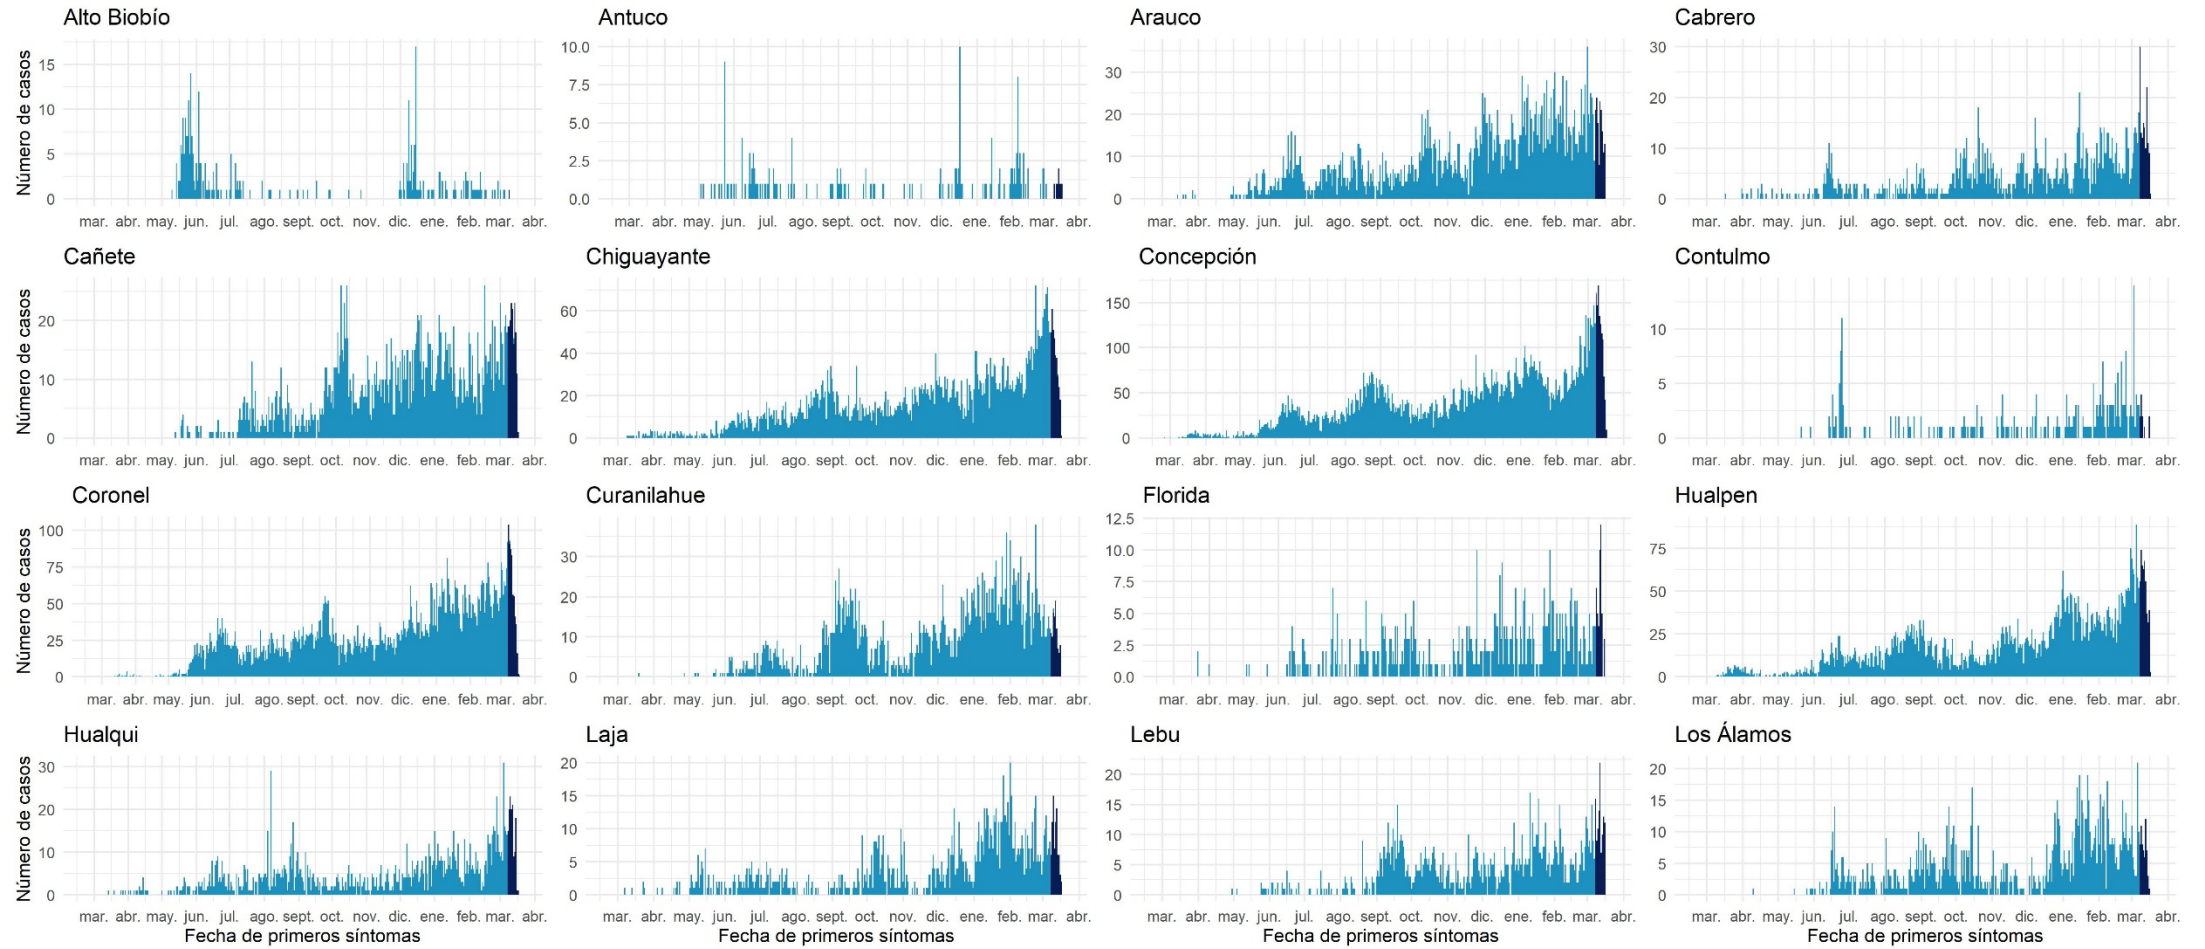 Alto Biobío
Antuco
Arauco
Cabrero
Número de casos
15
10
5
0
10.0
7.5
5.0
2.5
0.0
30
20
10
0
30
20
10
0
mar. abr. may. jun. jul. ago. sept. oct. nov. dic. ene. feb. mar. abr.
mar. abr. may. jun. jul. ago. sept. oct. nov. dic. ene. feb. mar. abr.
mar. abr. may. jun. jul. ago. sept. oct. nov. dic. ene. feb. mar. abr.
mar. abr. may. jun. jul. ago. sept. oct. nov. dic. ene. feb. mar. abr.
Cañete
Chiguayante
Concepción
Contulmo
Número de casos
20
10
0
60
40
20
0
150
100
50
0
10
5
0
mar. abr. may. jun. jul. ago. sept. oct. nov. dic. ene. feb. mar. abr.
mar. abr. may. jun. jul. ago. sept. oct. nov. dic. ene. feb. mar. abr.
mar. abr. may. jun. jul. ago. sept. oct. nov. dic. ene. feb. mar. abr.
mar. abr. may. jun. jul. ago. sept. oct. nov. dic. ene. feb. mar. abr.
Coronel
Curanilahue
Florida
Hualpen
Número de casos
100
75
50
25
0
30
20
10
0
12.5
10.0
7.5
5.0
2.5
0.0
75
50
25
0
mar. abr. may. jun. jul. ago. sept. oct. nov. dic. ene. feb. mar. abr.
mar. abr. may. jun. jul. ago. sept. oct. nov. dic. ene. feb. mar. abr.
mar. abr. may. jun. jul. ago. sept. oct. nov. dic. ene. feb. mar. abr.
mar. abr. may. jun. jul. ago. sept. oct. nov. dic. ene. feb. mar. abr.
Hualqui
Laja
Lebu
Los Álamos
Número de casos
30
20
10
0
20
15
10
5
0
20
15
10
5
0
20
15
10
5
0
mar. abr. may. jun. jul. ago. sept. oct. nov. dic. ene. feb. mar. abr.
mar. abr. may. jun. jul. ago. sept. oct. nov. dic. ene. feb. mar. abr.
mar. abr. may. jun. jul. ago. sept. oct. nov. dic. ene. feb. mar. abr.
mar. abr. may. jun. jul. ago. sept. oct. nov. dic. ene. feb. mar. abr.
Fecha de primeros síntomas
Fecha de primeros síntomas
Fecha de primeros síntomas
Fecha de primeros síntomas